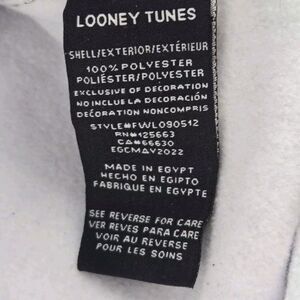 LOONEY TUNES
SHELL/EXTERIOR/EXTÉRIEUR
100% POLYESTER
POLIÉSTER/POLYESTER
EXCLUSIVE OF DECORATION
NO INCLUYE LA DECORACIÓN
DÉCORATION NONCOMPRIS
STYLE#FWL090512
RN#125663
CA#66630
EGCMAY2022
MADE IN EGYPT
HECHO EN EGIPTO
FABRIQUE EN EGYPTE
SEE REVERSE FOR CARE
VER REVES PARA CARE
VOIR AU REVERSE
POUR LES SOINS